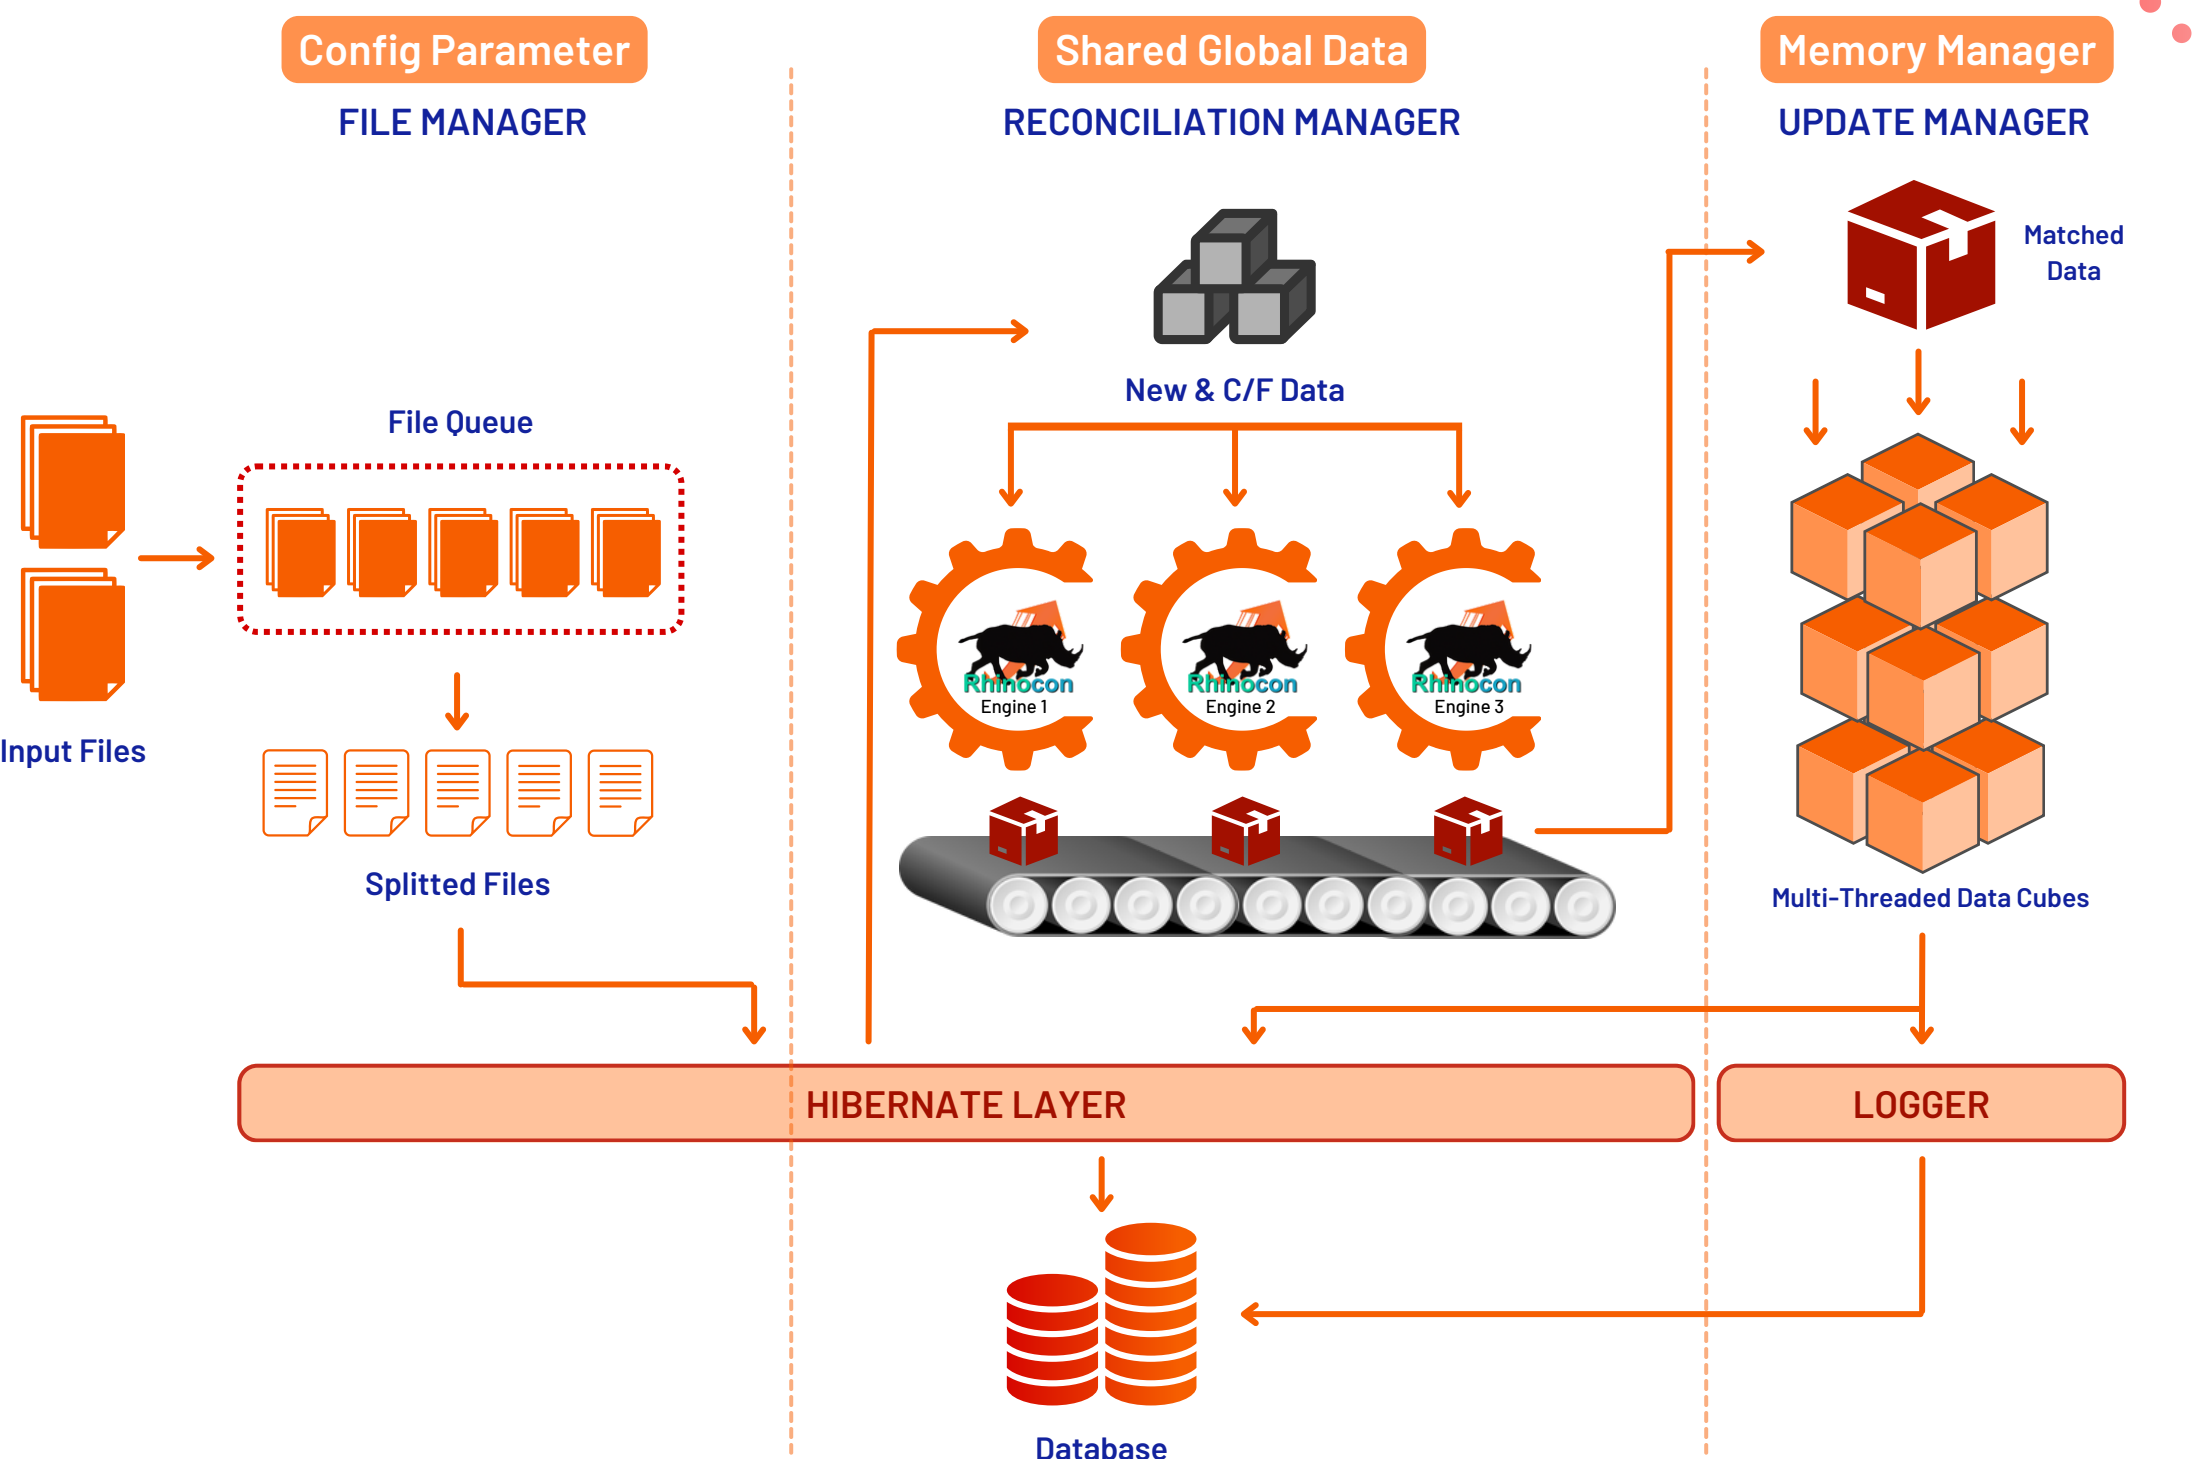 Config Parameter
FILE MANAGER
Input Files
File Queue
Splitted Files
Shared Global Data
RECONCILIATION MANAGER
New & C/F Data
Rhinocon
Engine 1
Rhinocon
Engine 2
Rhinocon
Engine 3
Memory Manager
UPDATE MANAGER
Matched
Data
Multi-Threaded Data Cubes
HIBERNATE LAYER
LOGGER
Database